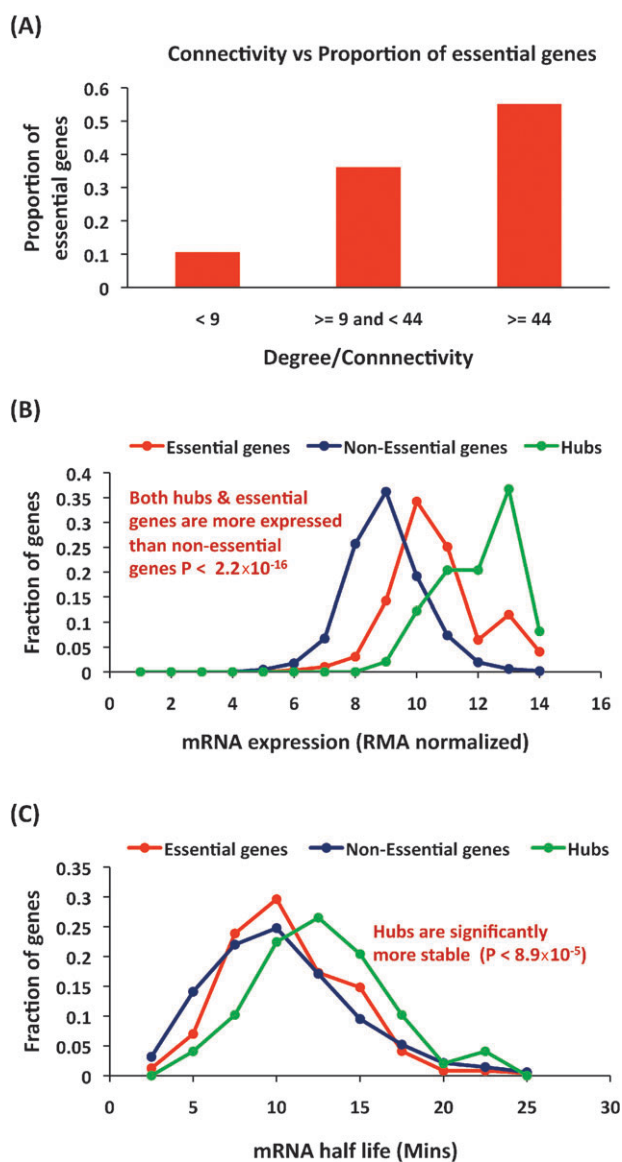 (A)
Connectivity vs Proportion of essential genes
Proportion of
essential genes
0.6
0.5
0.4
0.3
0.2
0.1
0
< 9
>= 9 and < 44
>= 44
Degree/Connnectivity
(B)
Essential genes
Non-Essential genes
Hubs
Fraction of genes
0.4
0.35
0.3
0.25
0.2
0.15
0.1
0.05
0
Both hubs & essential
genes are more expressed
than non-essential
genes P < 2.2×10⁻¹⁶
0 2 4 6 8 10 12 14 16
mRNA expression (RMA normalized)
(C)
Essential genes
Non-Essential genes
Hubs
Fraction of genes
0.35
0.3
0.25
0.2
0.15
0.1
0.05
0
Hubs are significantly
more stable (P < 8.9×10⁻⁵)
0 5 10 15 20 25 30
mRNA half life (Mins)